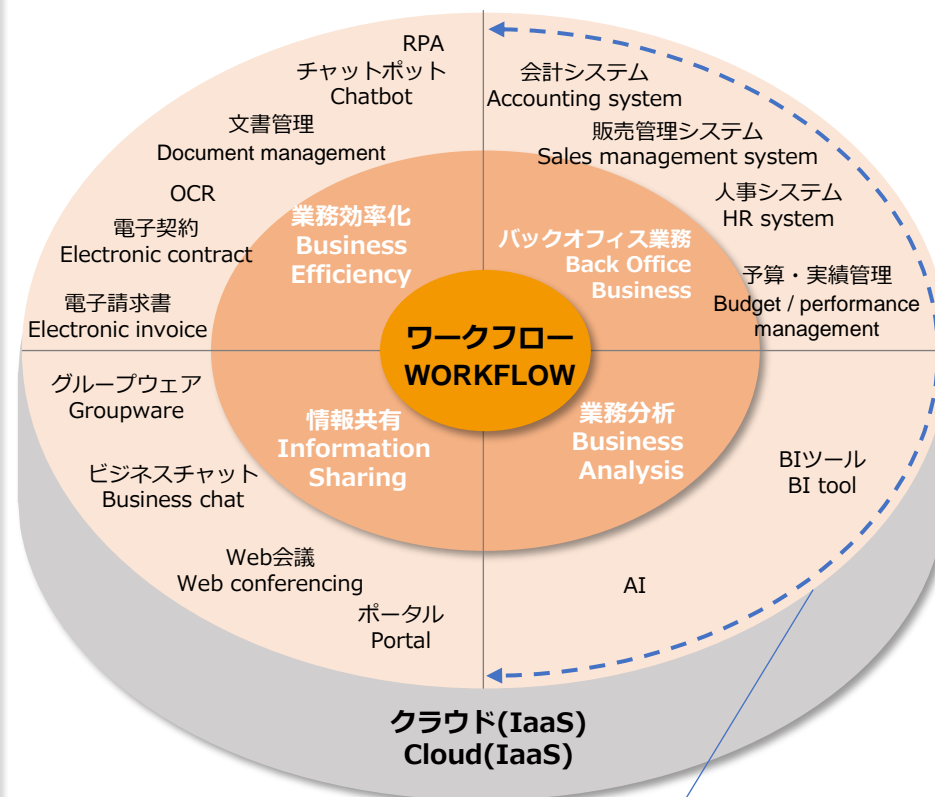 RPA
チャットポット
Chatbot
文書管理
Document management
OCR
電子契約
Electronic contract
電子請求書
Electronic invoice
業務効率化
Business
Efficiency
会計システム
Accounting system
販売管理システム
Sales management system
人事システム
HR system
予算・実績管理
Budget / performance
management
バックオフィス業務
Back Office
Business
ワークフロー
WORKFLOW
グループウェア
Groupware
ビジネスチャット
Business chat
Web会議
Web conferencing
ポータル
Portal
情報共有
Information
Sharing
業務分析
Business
Analysis
BIツール
BI tool
AI
クラウド(IaaS)
Cloud(IaaS)